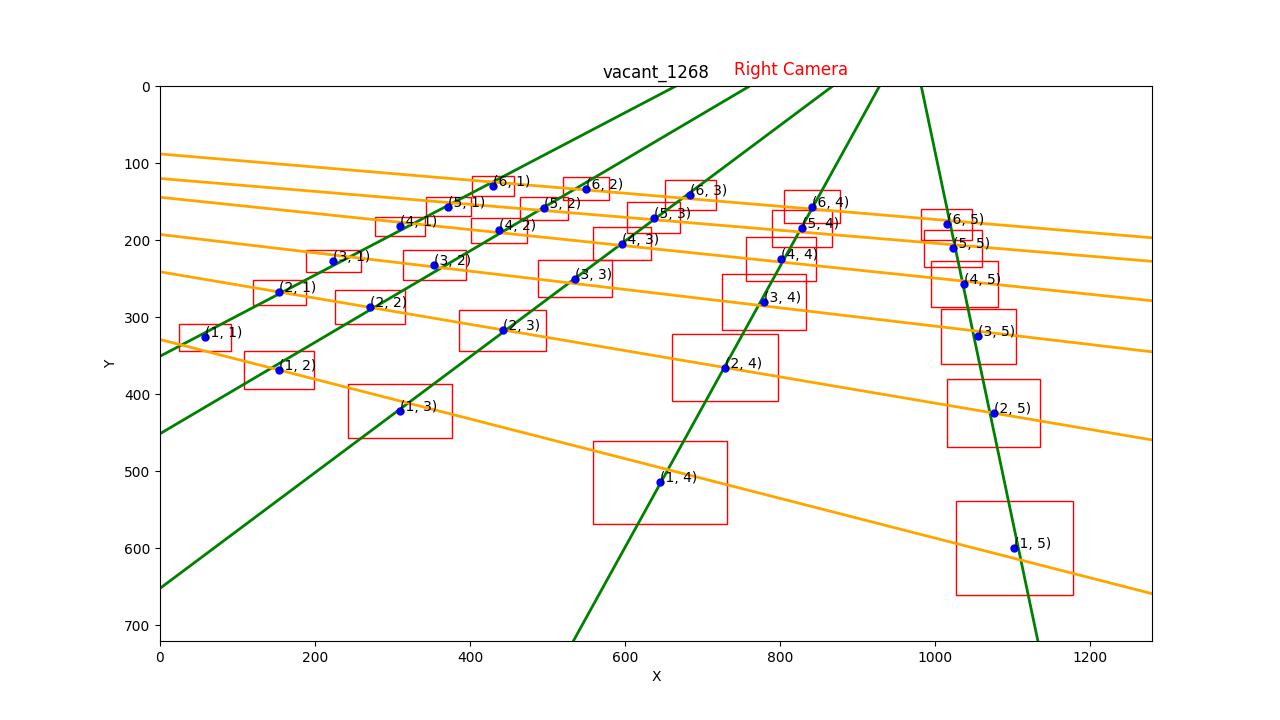 vacant_1268 Right Camera
0
100
200
300
400
500
600
700
Y
(6, 1) (6, 2) (6, 3) (6, 4) (6, 5)
(5, 1) (5, 2) (5, 3) (5, 4) (5, 5)
(4, 1) (4, 2) (4, 3) (4, 4) (4, 5)
(3, 1) (3, 2) (3, 3) (3, 4) (3, 5)
(2, 1) (2, 2) (2, 3) (2, 4) (2, 5)
(1, 1) (1, 2) (1, 3) (1, 4) (1, 5)
0 200 400 600 800 1000 1200
X